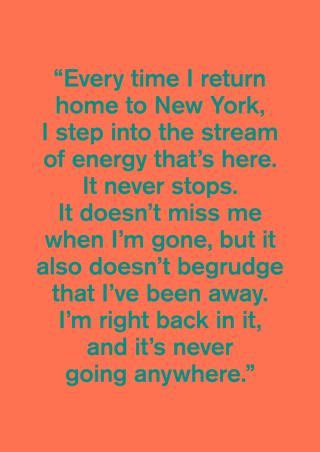 “Every time I return
home to New York,
I step into the stream
of energy that’s here.
It never stops.
It doesn’t miss me
when I’m gone, but it
also doesn’t begrudge
that I’ve been away.
I’m right back in it,
and it’s never
going anywhere.”